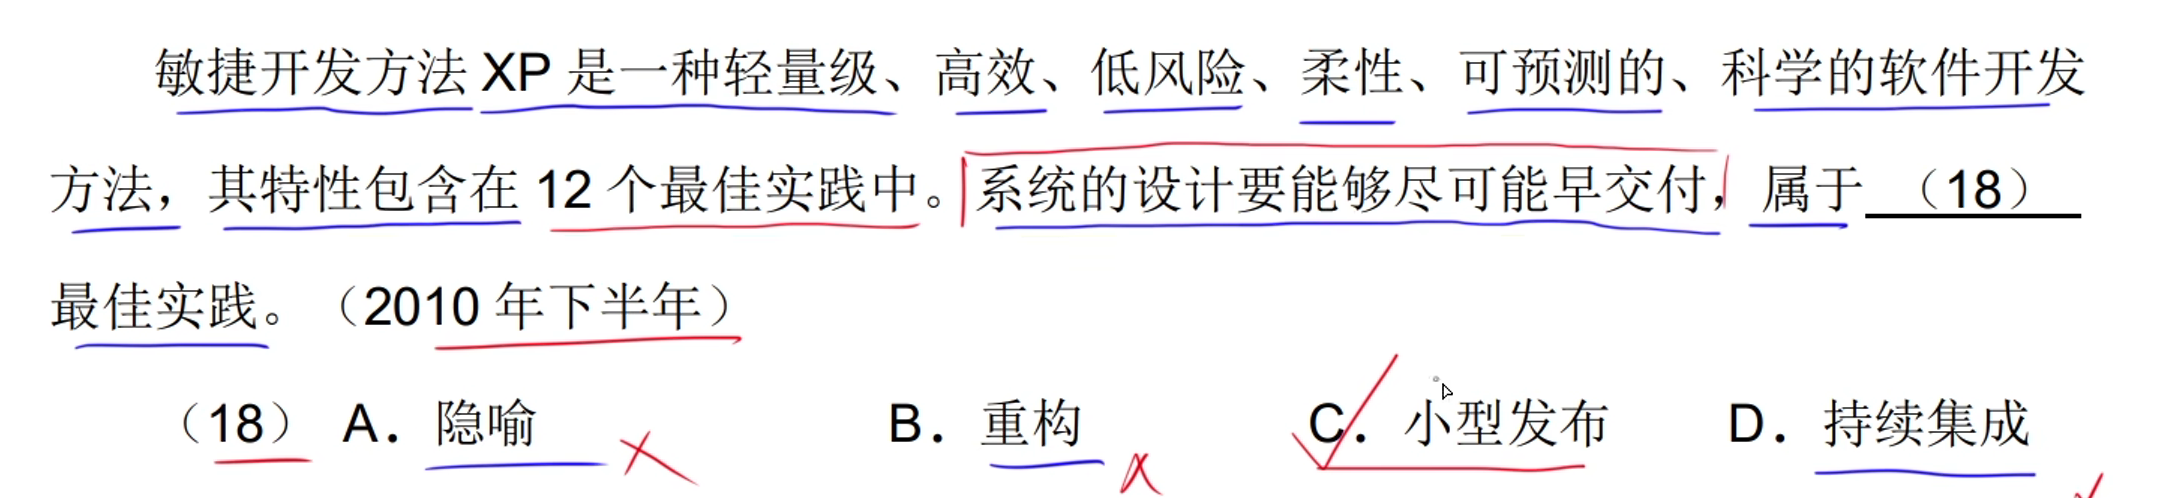 敏捷开发方法 XP 是一种轻量级、高效、低风险、柔性、可预测的、科学的软件开发
方法，其特性包含在 12 个最佳实践中。系统的设计要能够尽可能早交付，属于 （18）
最佳实践。（2010 年下半年）
（18） A．隐喻 B．重构 C．小型发布 D．持续集成